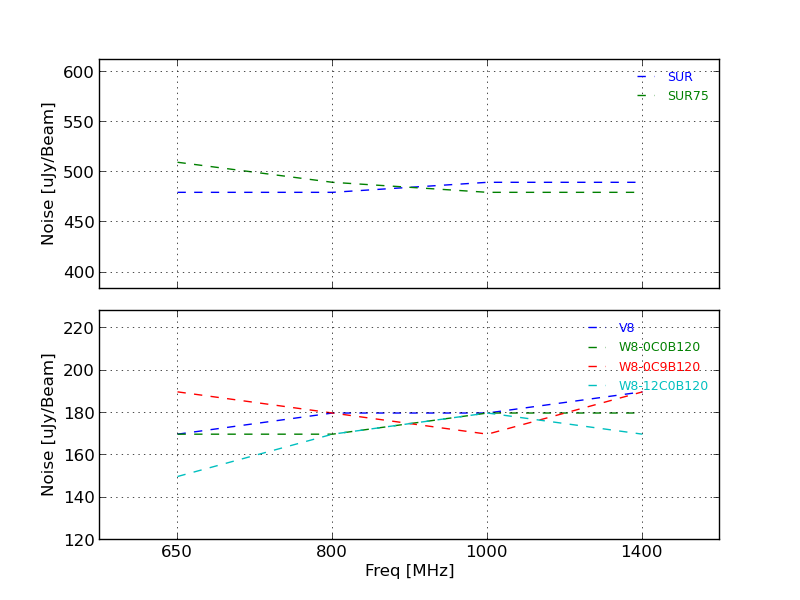 600
550
500
450
400
Noise [uJy/Beam]
SUR
SUR75
220
200
180
160
140
120
Noise [uJy/Beam]
V8
W8-0C0B120
W8-0C9B120
W8-12C0B120
650 800 1000 1400
Freq [MHz]